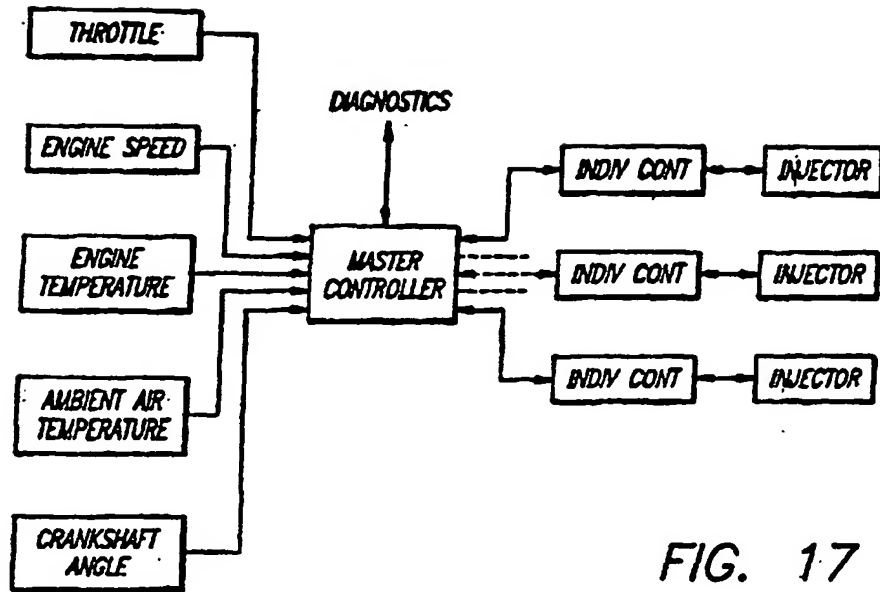 THROTTLE
ENGINE SPEED
ENGINE
TEMPERATURE
AMBIENT AIR
TEMPERATURE
CRANKSHAFT
ANGLE
DIAGNOSTICS
MASTER
CONTROLLER
INDIV CONT
INJECTOR
INDIV CONT
INJECTOR
INDIV CONT
INJECTOR
FIG. 17